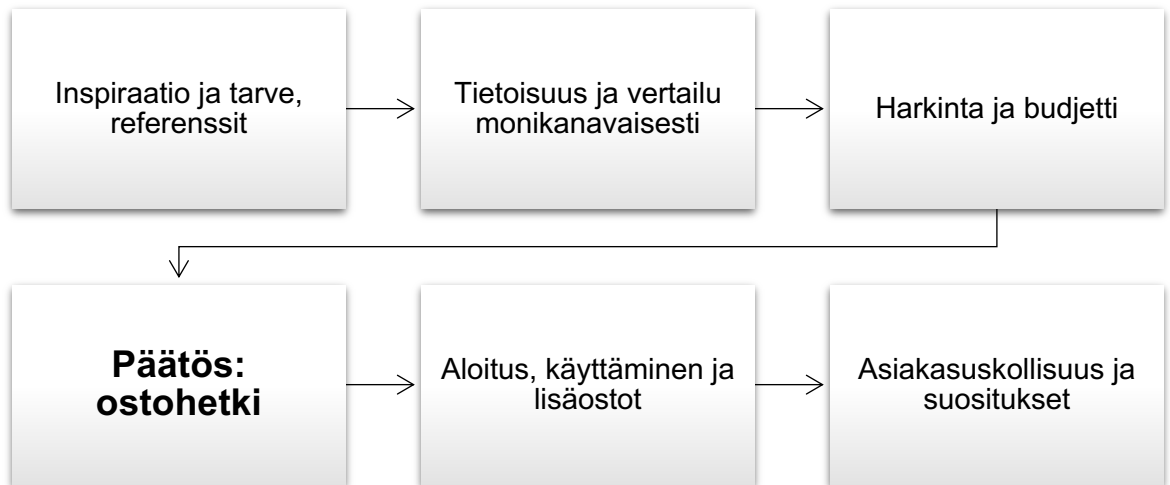 Inspiraatio ja tarve,
referenssit
Tietoisuus ja vertailu
monikanavaisesti
Harkinta ja budjetti
Päätös:
ostohetki
Aloitus, käyttäminen ja
lisäostot
Asiakasuskollisuus ja
suositukset